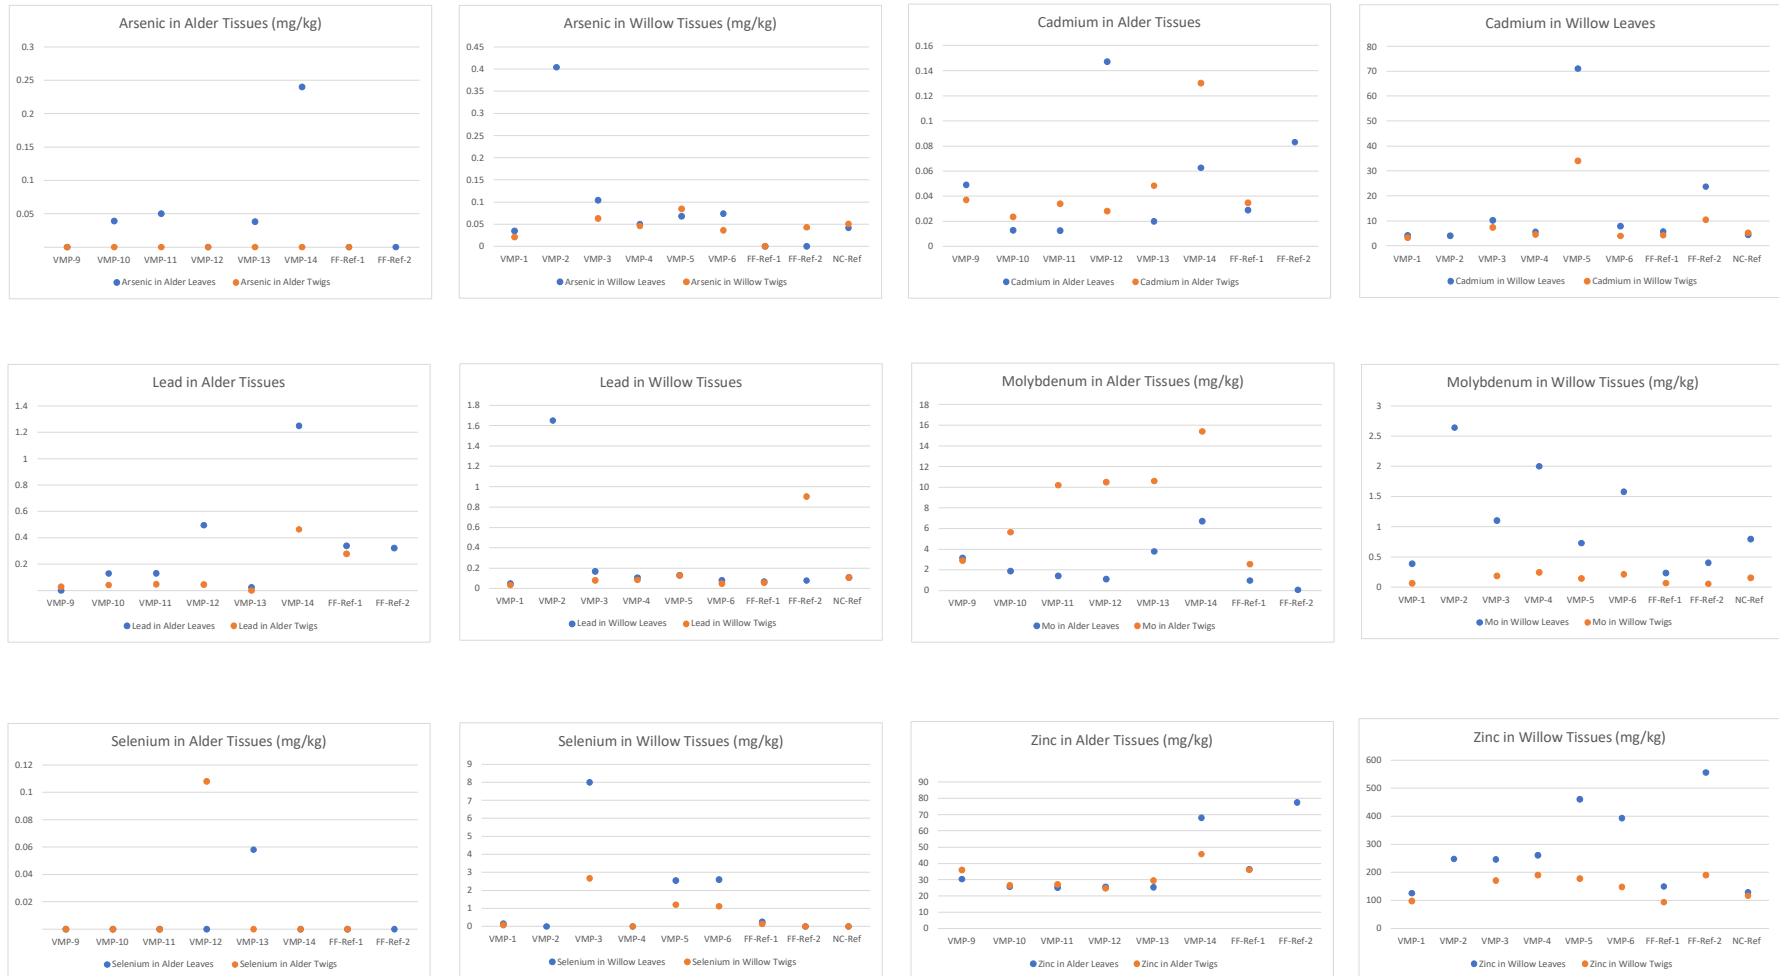 Arsenic in Alder Tissues (mg/kg)
0.3
0.25
0.2
0.15
0.1
0.05
VMP-9 VMP-10 VMP-11 VMP-12 VMP-13 VMP-14 FF-Ref-1 FF-Ref-2
Arsenic in Alder Leaves Arsenic in Alder Twigs
Arsenic in Willow Tissues (mg/kg)
0.45
0.4
0.35
0.3
0.25
0.2
0.15
0.1
0.05
0
VMP-1 VMP-2 VMP-3 VMP-4 VMP-5 VMP-6 FF-Ref-1 FF-Ref-2 NC-Ref
Arsenic in Willow Leaves Arsenic in Willow Twigs
Cadmium in Alder Tissues
0.16
0.14
0.12
0.1
0.08
0.06
0.04
0.02
0
VMP-9 VMP-10 VMP-11 VMP-12 VMP-13 VMP-14 FF-Ref-1 FF-Ref-2
Cadmium in Alder Leaves Cadmium in Alder Twigs
Cadmium in Willow Leaves
80
70
60
50
40
30
20
10
0
VMP-1 VMP-2 VMP-3 VMP-4 VMP-5 VMP-6 FF-Ref-1 FF-Ref-2 NC-Ref
Cadmium in Willow Leaves Cadmium in Willow Twigs
Lead in Alder Tissues
1.4
1.2
1
0.8
0.6
0.4
0.2
VMP-9 VMP-10 VMP-11 VMP-12 VMP-13 VMP-14 FF-Ref-1 FF-Ref-2
Lead in Alder Leaves Lead in Alder Twigs
Lead in Willow Tissues
1.8
1.6
1.4
1.2
1
0.8
0.6
0.4
0.2
0
VMP-1 VMP-2 VMP-3 VMP-4 VMP-5 VMP-6 FF-Ref-1 FF-Ref-2 NC-Ref
Lead in Willow Leaves Lead in Willow Twigs
Molybdenum in Alder Tissues (mg/kg)
18
16
14
12
10
8
6
4
2
0
VMP-9 VMP-10 VMP-11 VMP-12 VMP-13 VMP-14 FF-Ref-1 FF-Ref-2
Mo in Alder Leaves Mo in Alder Twigs
Molybdenum in Willow Tissues (mg/kg)
3
2.5
2
1.5
1
0.5
0
VMP-1 VMP-2 VMP-3 VMP-4 VMP-5 VMP-6 FF-Ref-1 FF-Ref-2 NC-Ref
Mo in Willow Leaves Mo in Willow Twigs
Selenium in Alder Tissues (mg/kg)
0.12
0.1
0.08
0.06
0.04
0.02
VMP-9 VMP-10 VMP-11 VMP-12 VMP-13 VMP-14 FF-Ref-1 FF-Ref-2
Selenium in Alder Leaves Selenium in Alder Twigs
Selenium in Willow Tissues (mg/kg)
9
8
7
6
5
4
3
2
1
0
VMP-1 VMP-2 VMP-3 VMP-4 VMP-5 VMP-6 FF-Ref-1 FF-Ref-2 NC-Ref
Selenium in Willow Leaves Selenium in Willow Twigs
Zinc in Alder Tissues (mg/kg)
90
80
70
60
50
40
30
20
10
0
VMP-9 VMP-10 VMP-11 VMP-12 VMP-13 VMP-14 FF-Ref-1 FF-Ref-2
Zinc in Alder Leaves Zinc in Alder Twigs
Zinc in Willow Tissues (mg/kg)
600
500
400
300
200
100
0
VMP-1 VMP-2 VMP-3 VMP-4 VMP-5 VMP-6 FF-Ref-1 FF-Ref-2 NC-Ref
Zinc in Willow Leaves Zinc in Willow Twigs